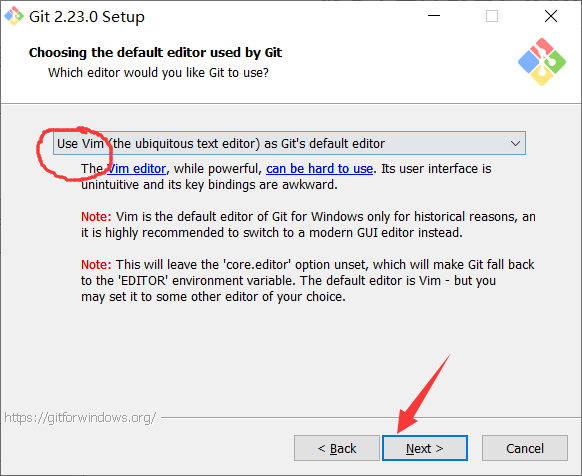 Git 2.23.0 Setup
Choosing the default editor used by Git
Which editor would you like Git to use?
Use Vim (the ubiquitous text editor) as Git's default editor
The Vim editor, while powerful, can be hard to use. Its user interface is
unintuitive and its key bindings are awkward.
Note: Vim is the default editor of Git for Windows only for historical reasons, an
it is highly recommended to switch to a modern GUI editor instead.
Note: This will leave the 'core.editor' option unset, which will make Git fall back
to the 'EDITOR' environment variable. The default editor is Vim - but you
may set it to some other editor of your choice.
https://gitforwindows.org/
< Back
Next >
Cancel